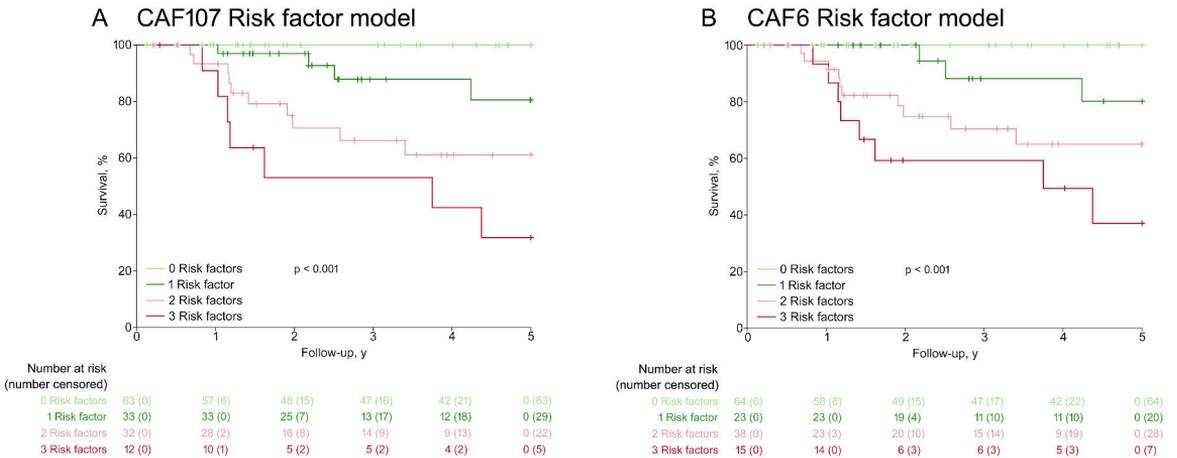 A CAF107 Risk factor model
100
80
60
40
20
0
Survival, %
0 Risk factors
1 Risk factor
2 Risk factors
3 Risk factors
p < 0.001
0 1 2 3 4 5
Follow-up, y
Number at risk
(number censored)
0 Risk factors 63 (0) 57 (6) 48 (15) 47 (16) 42 (21) 0 (63)
1 Risk factor 33 (0) 33 (0) 25 (7) 13 (17) 12 (18) 0 (29)
2 Risk factors 32 (0) 28 (2) 16 (8) 14 (9) 9 (13) 0 (22)
3 Risk factors 12 (0) 10 (1) 5 (2) 5 (2) 4 (2) 0 (5)
B CAF6 Risk factor model
100
80
60
40
20
0
Survival, %
0 Risk factors
1 Risk factor
2 Risk factors
3 Risk factors
p < 0.001
0 1 2 3 4 5
Follow-up, y
Number at risk
(number censored)
0 Risk factors 64 (0) 58 (6) 49 (15) 47 (17) 42 (22) 0 (64)
1 Risk factor 23 (0) 23 (0) 19 (4) 11 (10) 11 (10) 0 (20)
2 Risk factors 38 (0) 23 (3) 20 (10) 15 (14) 9 (19) 0 (28)
3 Risk factors 15 (0) 14 (0) 6 (3) 6 (3) 5 (3) 0 (7)